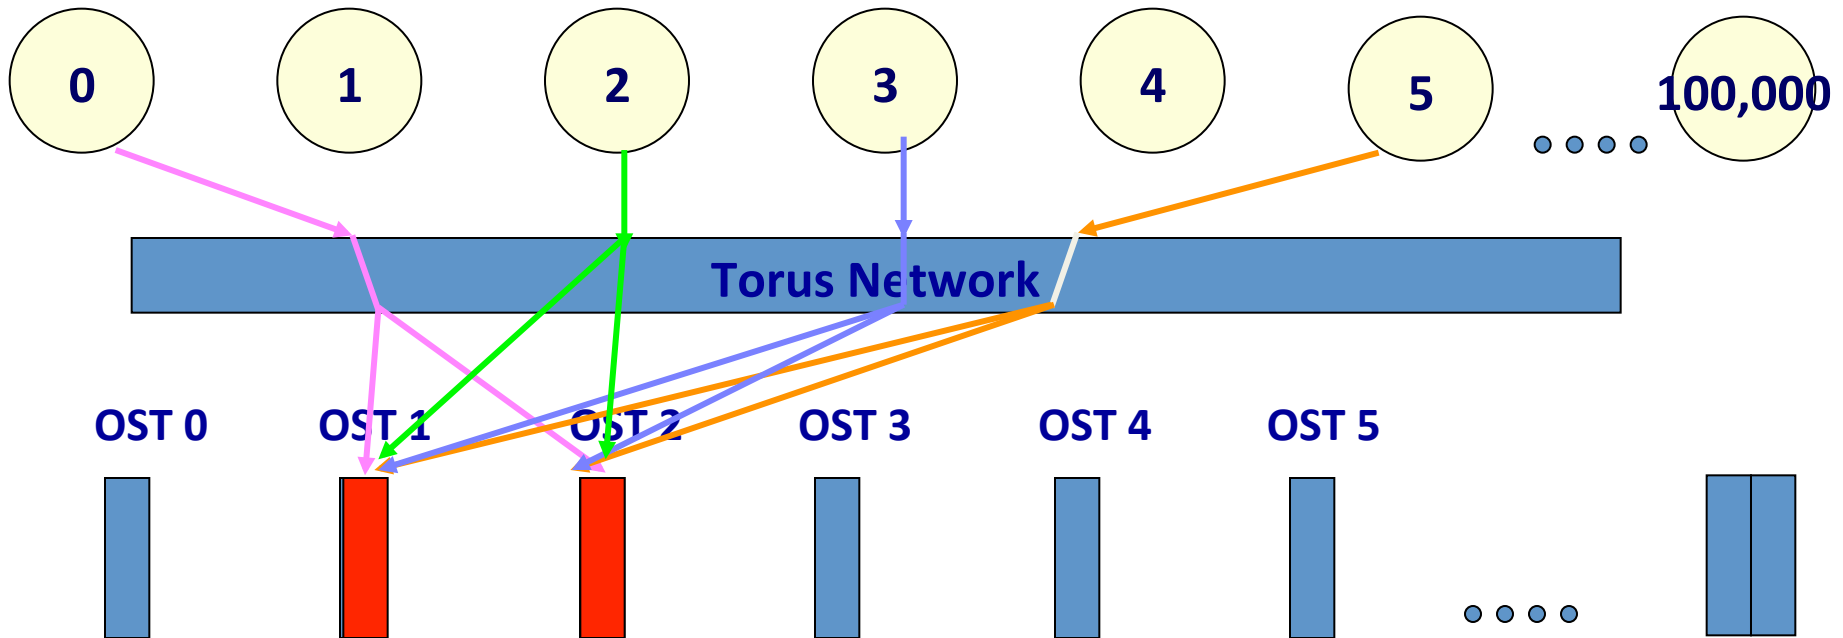 0 1 2 3 4 5 100,000
Torus Network
OST 0 OST 1 OST 2 OST 3 OST 4 OST 5